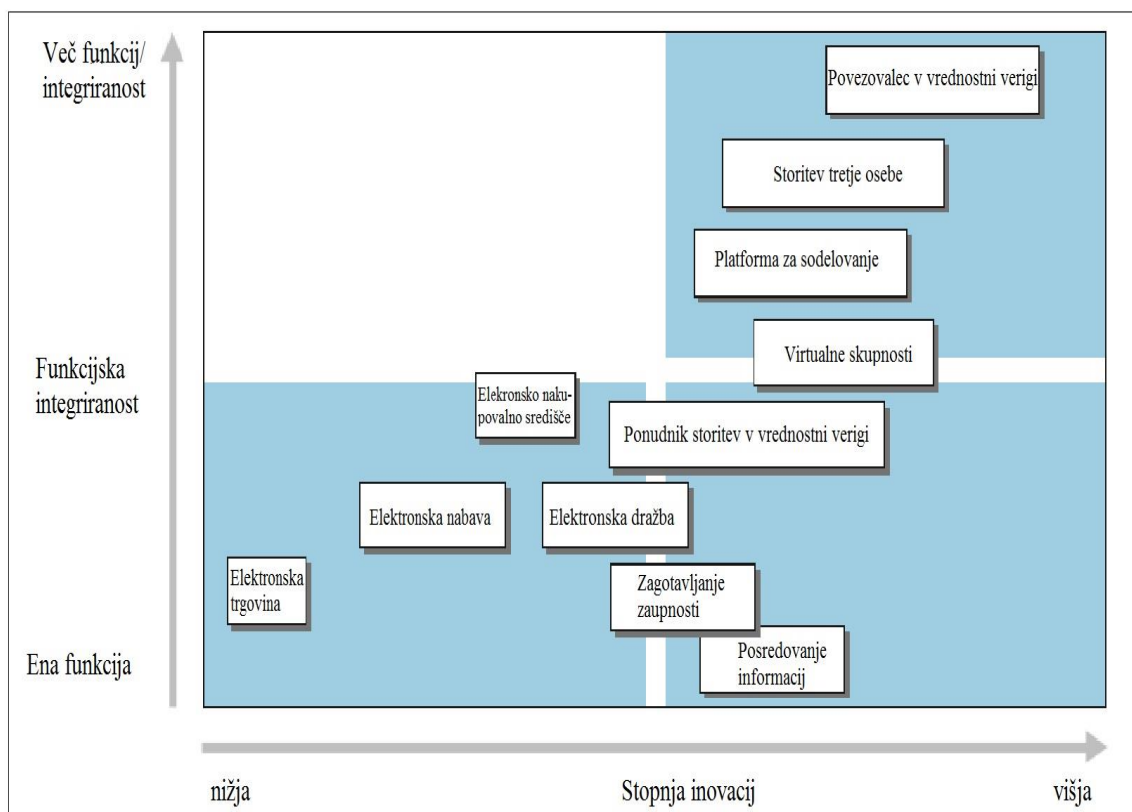 Več funkcij/
integriranost
Povezovalec v vrednostni verigi
Storitev tretje osebe
Platforma za sodelovanje
Virtualne skupnosti
Funkcijska
integriranost
Elekronsko naku-
povalno središče
Ponudnik storitev v vrednostni verigi
Elektronska nabava
Elektronska dražba
Elektronska
trgovina
Zagotavljanje
zaupnosti
Posredovanje
informacij
Ena funkcija
nižja
Stopnja inovacij
višja